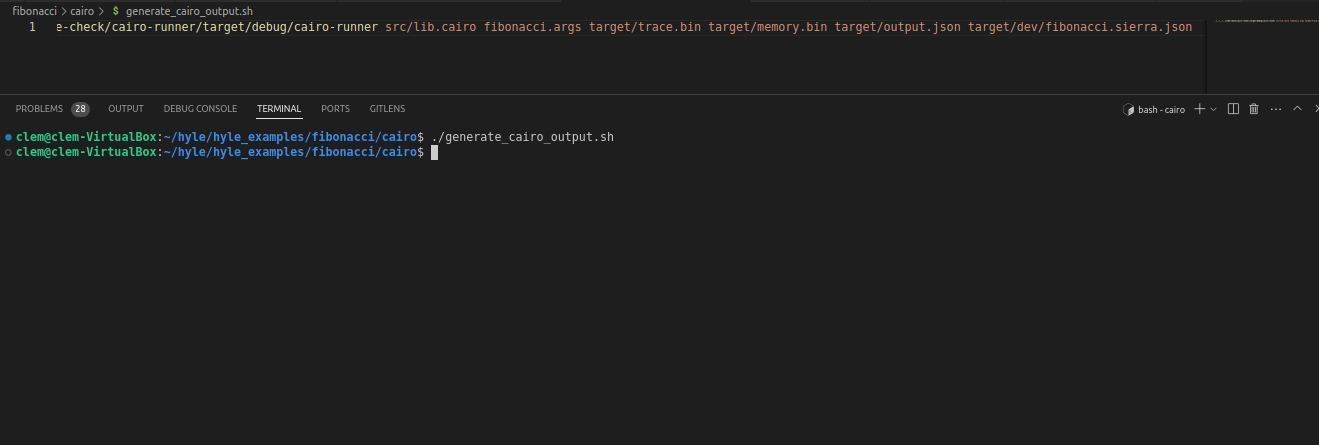 fibonacci > cairo > $ generate_cairo_output.sh
1 e-check/cairo-runner/target/debug/cairo-runner src/lib.cairo fibonacci.args target/trace.bin target/memory.bin target/output.json target/dev/fibonacci.sierra.json
PROBLEMS 28 OUTPUT DEBUG CONSOLE TERMINAL PORTS GITLENS bash - cairo
clem@clem-VirtualBox:~/hyle/hyle_examples/fibonacci/cairo$ ./generate_cairo_output.sh
clem@clem-VirtualBox:~/hyle/hyle_examples/fibonacci/cairo$